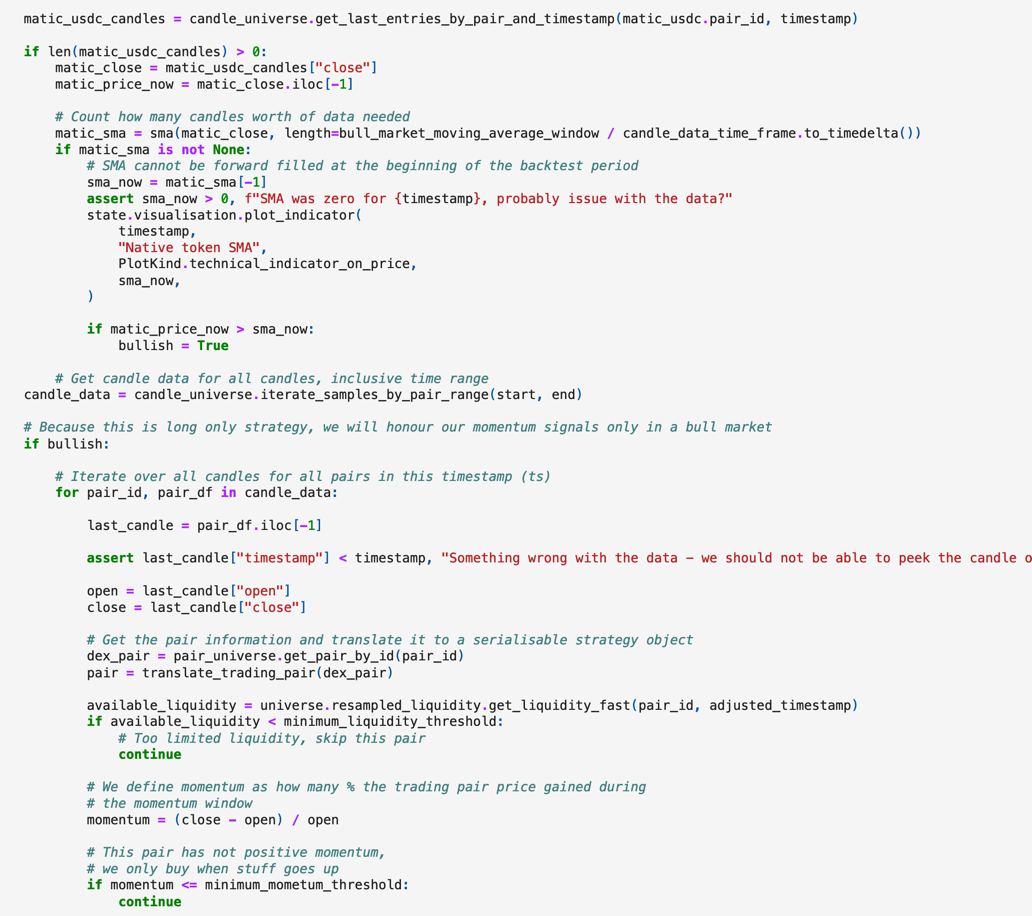 matic_usdc_candles = candle_universe.get_last_entries_by_pair_and_timestamp(matic_usdc.pair_id, timestamp)

if len(matic_usdc_candles) > 0:
    matic_close = matic_usdc_candles["close"]
    matic_price_now = matic_close.iloc[-1]

    # Count how many candles worth of data needed
    matic_sma = sma(matic_close, length=bull_market_moving_average_window / candle_data_time_frame.to_timedelta())
    if matic_sma is not None:
        # SMA cannot be forward filled at the beginning of the backtest period
        sma_now = matic_sma[-1]
        assert sma_now > 0, f"SMA was zero for {timestamp}, probably issue with the data?"
        state.visualisation.plot_indicator(
            timestamp,
            "Native token SMA",
            PlotKind.technical_indicator_on_price,
            sma_now,
        )

        if matic_price_now > sma_now:
            bullish = True

    # Get candle data for all candles, inclusive time range
candle_data = candle_universe.iterate_samples_by_pair_range(start, end)

# Because this is long only strategy, we will honour our momentum signals only in a bull market
if bullish:

    # Iterate over all candles for all pairs in this timestamp (ts)
    for pair_id, pair_df in candle_data:

        last_candle = pair_df.iloc[-1]

        assert last_candle["timestamp"] < timestamp, "Something wrong with the data - we should not be able to peek the candle o

        open = last_candle["open"]
        close = last_candle["close"]

        # Get the pair information and translate it to a serialisable strategy object
        dex_pair = pair_universe.get_pair_by_id(pair_id)
        pair = translate_trading_pair(dex_pair)

        available_liquidity = universe.resampled_liquidity.get_liquidity_fast(pair_id, adjusted_timestamp)
        if available_liquidity < minimum_liquidity_threshold:
            # Too limited liquidity, skip this pair
            continue

        # We define momentum as how many % the trading pair price gained during
        # the momentum window
        momentum = (close - open) / open

        # This pair has not positive momentum,
        # we only buy when stuff goes up
        if momentum <= minimum_mometum_threshold:
            continue